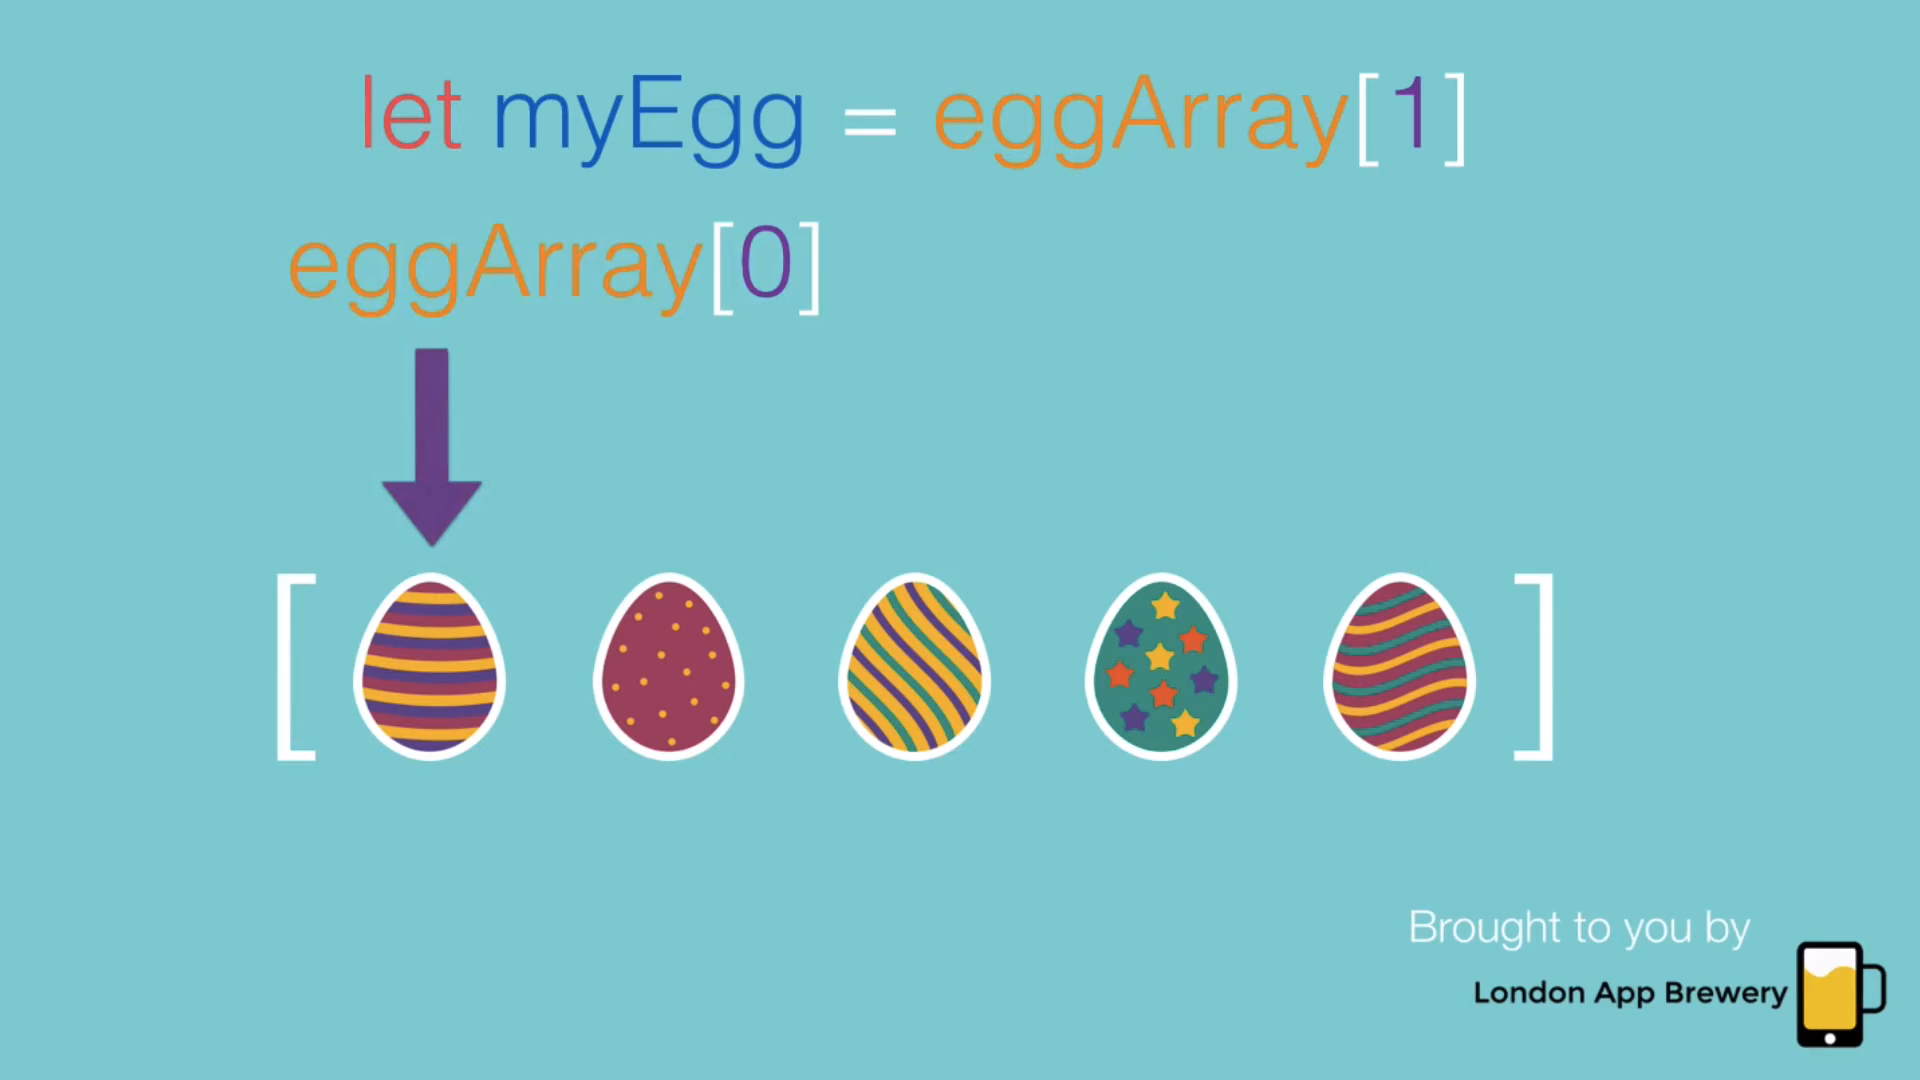 let myEgg = eggArray[1]
eggArray[0]
[ ]
Brought to you by
London App Brewery